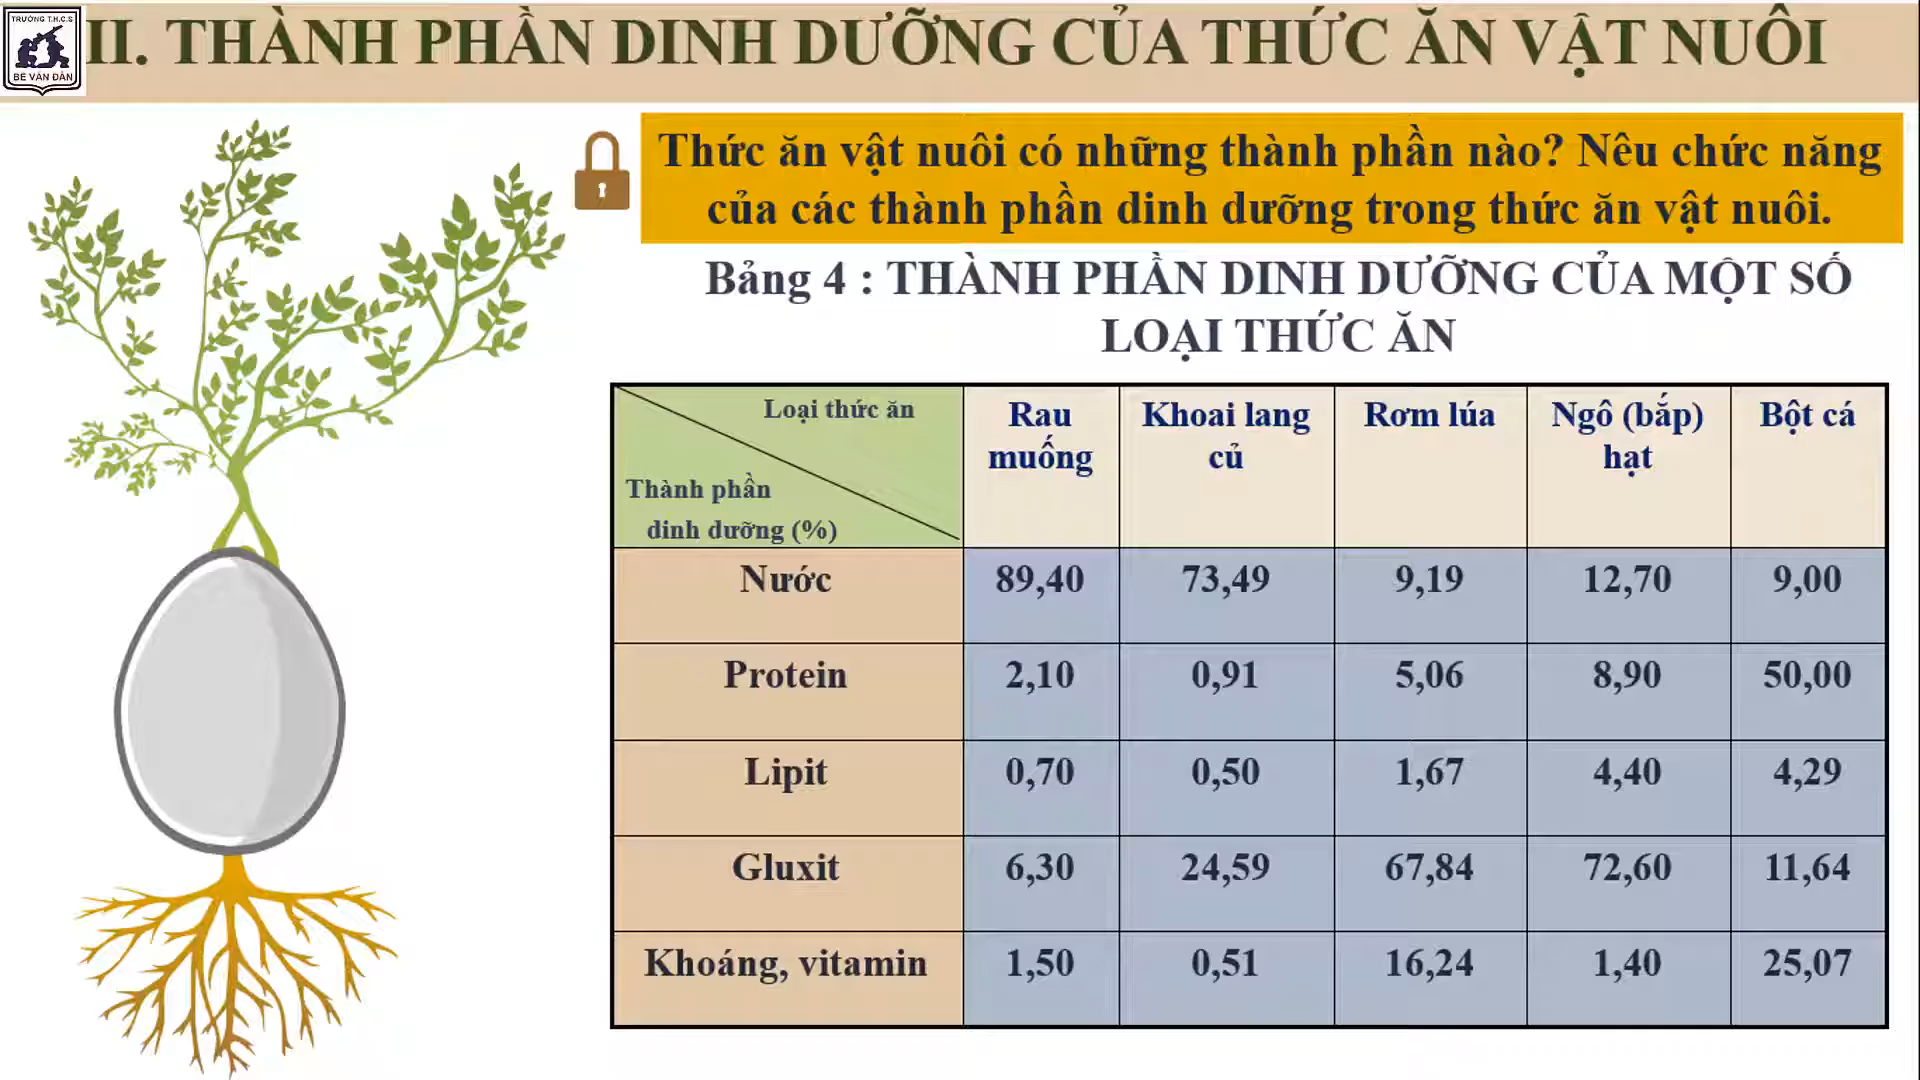 TRƯỜNG T.H.C.S
BẾ VĂN ĐÀN
II. THÀNH PHẦN DINH DƯỠNG CỦA THỨC ĂN VẬT NUÔI
Thức ăn vật nuôi có những thành phần nào? Nêu chức năng
của các thành phần dinh dưỡng trong thức ăn vật nuôi.
Bảng 4 : THÀNH PHẦN DINH DƯỠNG CỦA MỘT SỐ
LOẠI THỨC ĂN
Loại thức ăn
Thành phần
dinh dưỡng (%)
Rau
muống
Khoai lang
củ
Rơm lúa
Ngô (bắp)
hạt
Bột cá
Nước 89,40 73,49 9,19 12,70 9,00
Protein 2,10 0,91 5,06 8,90 50,00
Lipit 0,70 0,50 1,67 4,40 4,29
Gluxit 6,30 24,59 67,84 72,60 11,64
Khoáng, vitamin 1,50 0,51 16,24 1,40 25,07